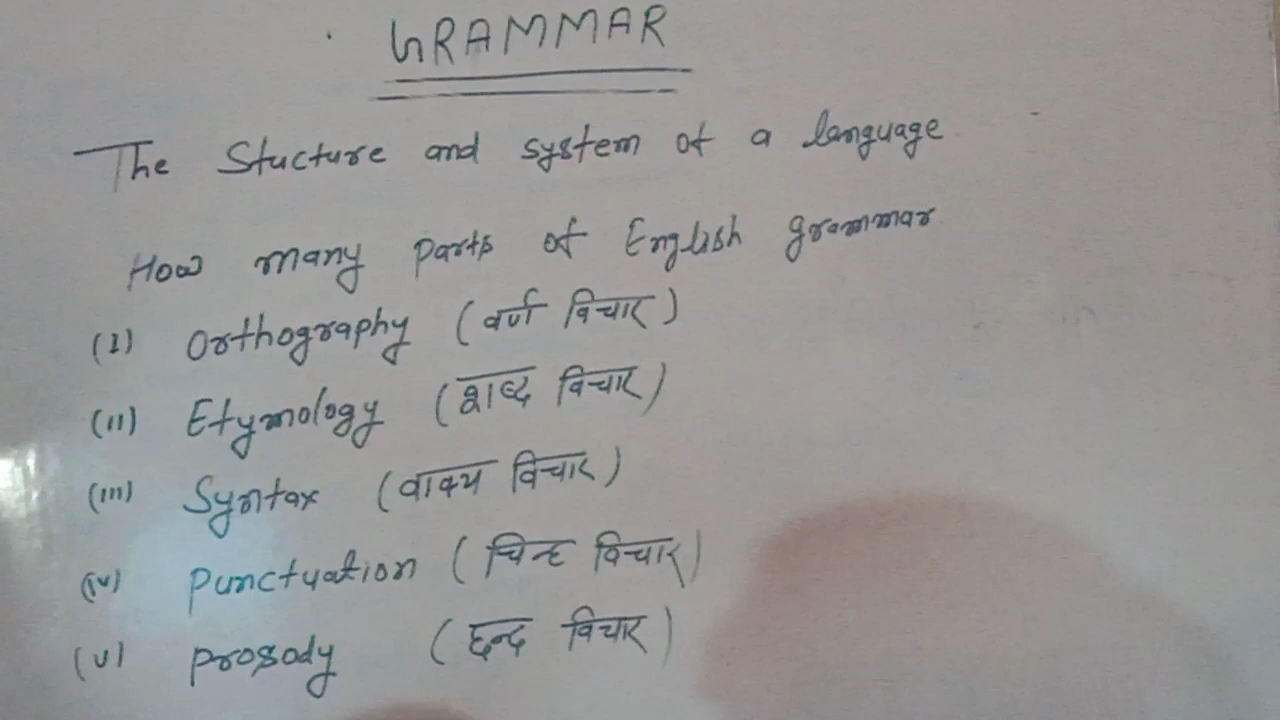 GRAMMAR
The Stucture and system of a language
How many parts of English grammar
(I) Orthography (वर्ण विचार)
(II) Etymology (शब्द विचार)
(III) Syntax (वाक्य विचार)
(IV) Punctuation (चिन्ह विचार)
(V) Prosody (छन्द विचार)